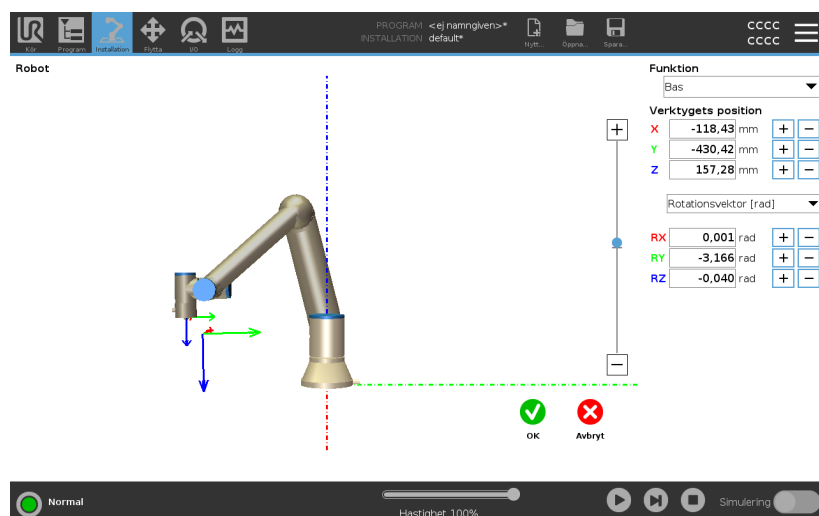 PROGRAM <ej namngiven>*
INSTALLATION default*
CCCC
CCCC
Kör Program Installation Flytta I/O Logg
Nytt... Öppna... Spara...
Robot
Funktion
Bas
Verktygets position
X -118,43 mm + −
Y -430,42 mm + −
Z 157,28 mm + −
Rotationsvektor [rad]
RX 0,001 rad + −
RY -3,166 rad + −
RZ -0,040 rad + −
OK Avbryt
Normal
Hastighet 100%
Simulering